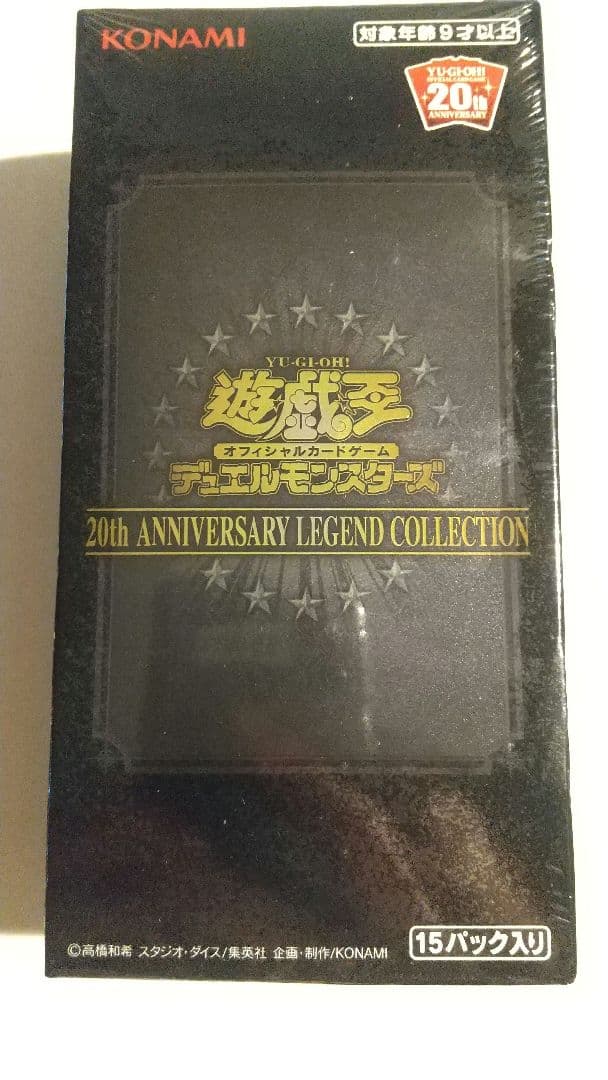 KONAMI
対象年齢9才以上
YU-GI-OH!
OFFICIAL CARD GAME
20th
ANNIVERSARY
YU-GI-OH!
遊戯王
オフィシャルカードゲーム
デュエルモンスターズ
20th ANNIVERSARY LEGEND COLLECTION
©高橋和希 スタジオ・ダイス/集英社 企画・制作/KONAMI
15パック入り